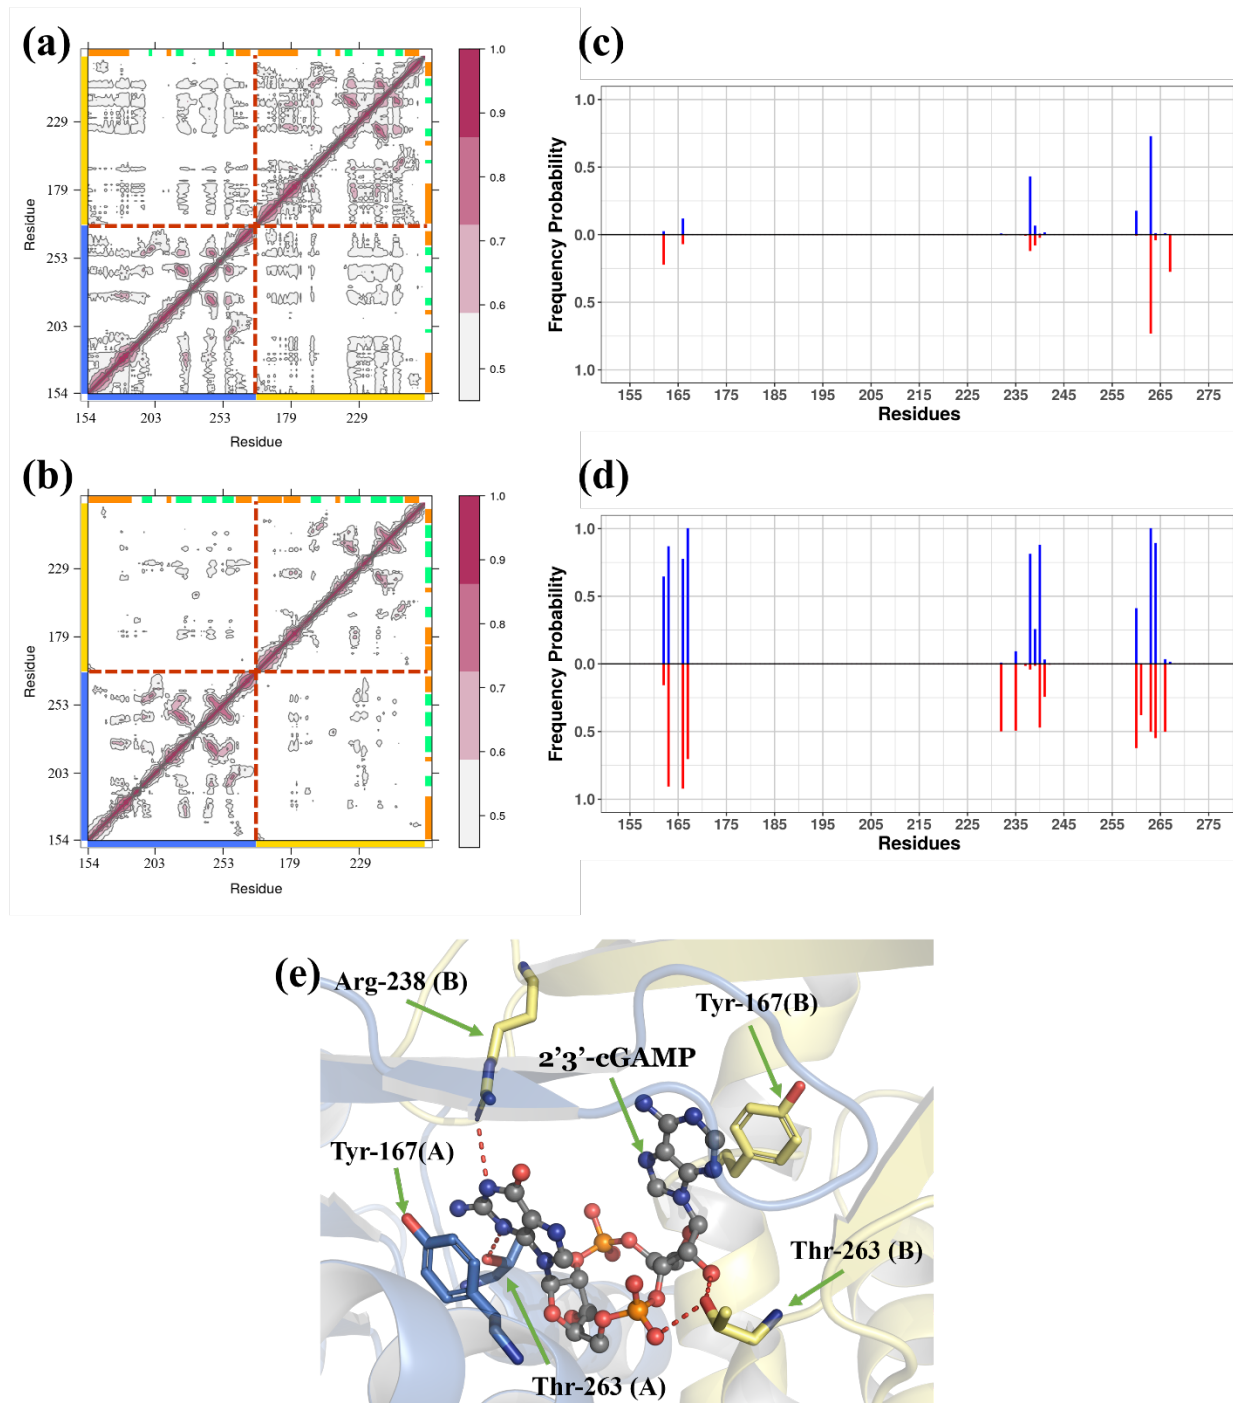 (a)
1.0
0.9
0.8
0.7
0.6
0.5
229
179
253
203
154
Residue
154 203 253 179 229
Residue
(b)
1.0
0.9
0.8
0.7
0.6
0.5
229
179
253
203
154
Residue
154 203 253 179 229
Residue
(c)
1.0
0.5
0.0
0.5
1.0
Frequency Probability
155 165 175 185 195 205 215 225 235 245 255 265 275
Residues
(d)
1.0
0.5
0.0
0.5
1.0
Frequency Probability
155 165 175 185 195 205 215 225 235 245 255 265 275
Residues
(e)
Arg-238 (B)
Tyr-167(B)
2'3'-cGAMP
Tyr-167(A)
Thr-263 (B)
Thr-263 (A)